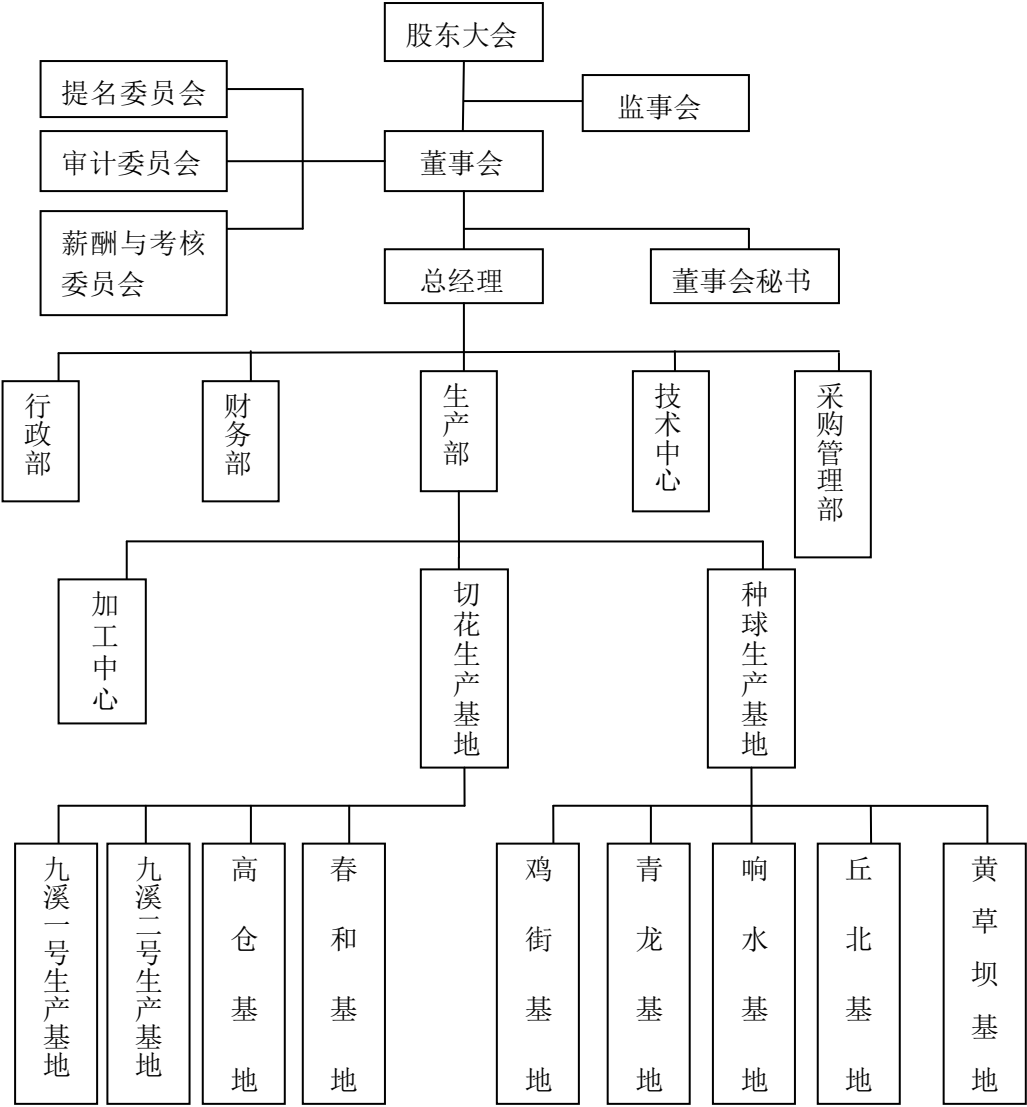 股东大会
提名委员会
监事会
审计委员会
董事会
薪酬与考核
委员会
总经理
董事会秘书
行政部
财务部
生产部
技术中心
采购管理部
加工中心
切花生产基地
种球生产基地
九溪一号生产基地
九溪二号生产基地
高仓基地
春和基地
鸡街基地
青龙基地
响水基地
丘北基地
黄草坝基地